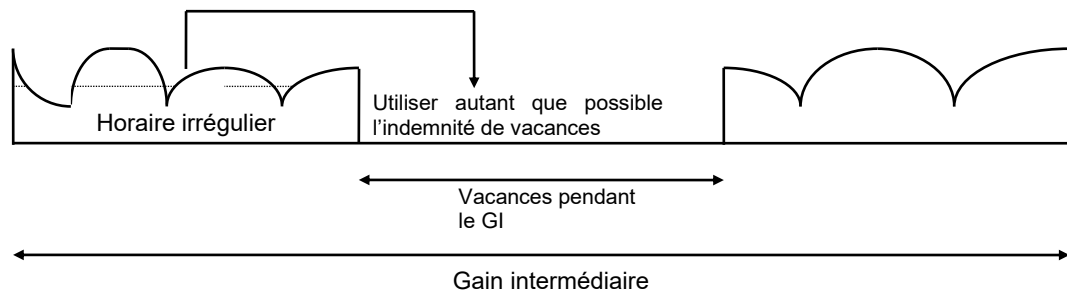 Utiliser autant que possible
l'indemnité de vacances
Horaire irrégulier
Vacances pendant
le GI
Gain intermédiaire